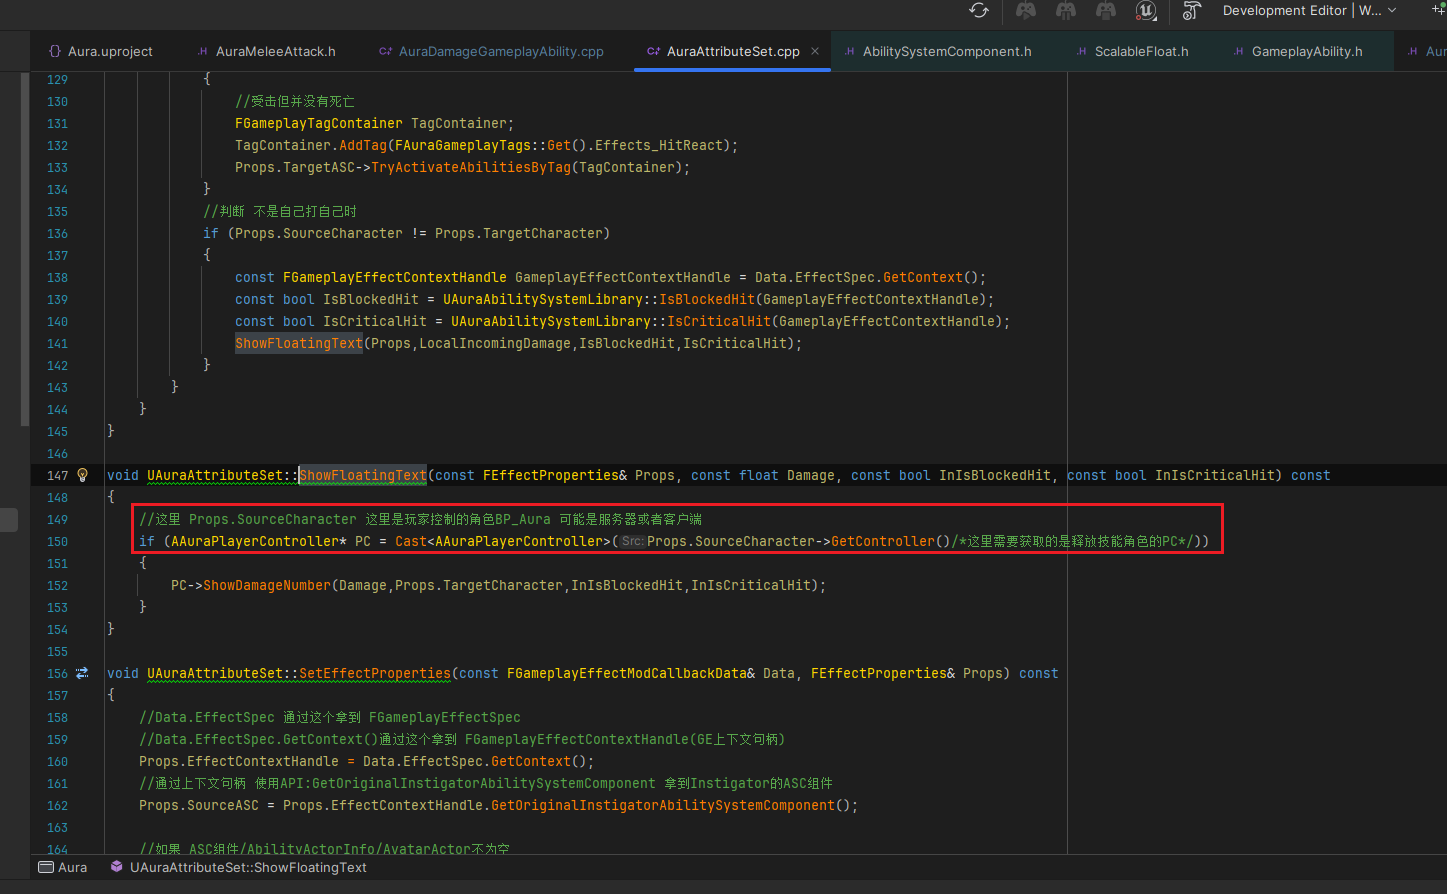 Development Editor | W...
Aura.uproject
AuraMeleeAttack.h
AuraDamageGameplayAbility.cpp
AuraAttributeSet.cpp
AbilitySystemComponent.h
ScalableFloat.h
GameplayAbility.h
Aur
129 {
130 //受击但并没有死亡
131 FGameplayTagContainer TagContainer;
132 TagContainer.AddTag(FAuraGameplayTags::Get().Effects_HitReact);
133 Props.TargetASC->TryActivateAbilitiesByTag(TagContainer);
134 }
135 //判断 不是自己打自己时
136 if (Props.SourceCharacter != Props.TargetCharacter)
137 {
138 const FGameplayEffectContextHandle GameplayEffectContextHandle = Data.EffectSpec.GetContext();
139 const bool IsBlockedHit = UAuraAbilitySystemLibrary::IsBlockedHit(GameplayEffectContextHandle);
140 const bool IsCriticalHit = UAuraAbilitySystemLibrary::IsCriticalHit(GameplayEffectContextHandle);
141 ShowFloatingText(Props,LocalIncomingDamage,IsBlockedHit,IsCriticalHit);
142 }
143 }
144 }
145 }
146
147 void UAuraAttributeSet::ShowFloatingText(const FEffectProperties& Props, const float Damage, const bool InIsBlockedHit, const bool InIsCriticalHit) const
148 {
149 //这里 Props.SourceCharacter 这里是玩家控制的角色BP_Aura 可能是服务器或者客户端
150 if (AAuraPlayerController* PC = Cast<AAuraPlayerController>(Src:Props.SourceCharacter->GetController()/*这里需要获取的是释放技能角色的PC*/))
151 {
152 PC->ShowDamageNumber(Damage,Props.TargetCharacter,InIsBlockedHit,InIsCriticalHit);
153 }
154 }
155
156 void UAuraAttributeSet::SetEffectProperties(const FGameplayEffectModCallbackData& Data, FEffectProperties& Props) const
157 {
158 //Data.EffectSpec 通过这个拿到 FGameplayEffectSpec
159 //Data.EffectSpec.GetContext()通过这个拿到 FGameplayEffectContextHandle(GE上下文句柄)
160 Props.EffectContextHandle = Data.EffectSpec.GetContext();
161 //通过上下文句柄 使用API:GetOriginalInstigatorAbilitySystemComponent 拿到Instigator的ASC组件
162 Props.SourceASC = Props.EffectContextHandle.GetOriginalInstigatorAbilitySystemComponent();
163
164 //如果 ASC组件/AbilityActorInfo/AvatarActor不为空
Aura
UAuraAttributeSet::ShowFloatingText